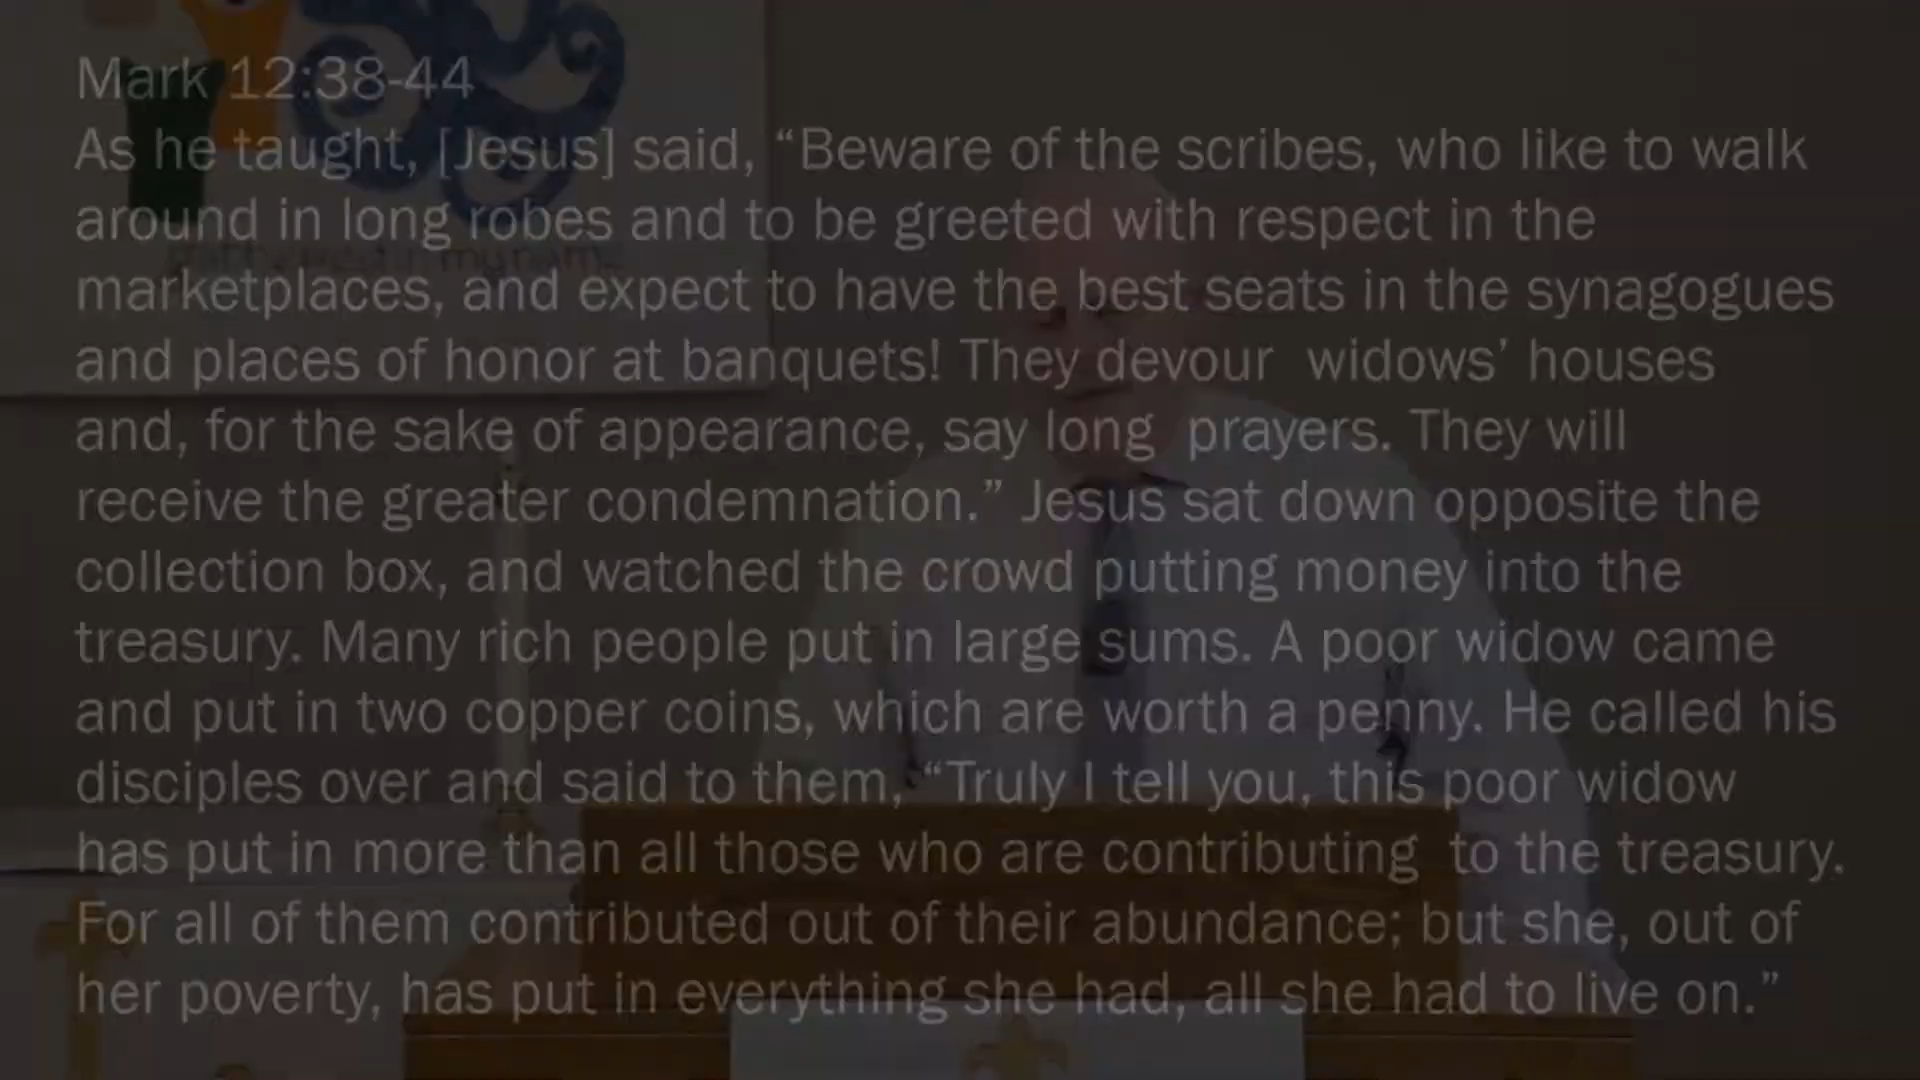 Mark 12:38-44
As he taught, [Jesus] said, “Beware of the scribes, who like to walk
around in long robes and to be greeted with respect in the
marketplaces, and expect to have the best seats in the synagogues
and places of honor at banquets! They devour  widows’ houses
and, for the sake of appearance, say long  prayers. They will
receive the greater condemnation.” Jesus sat down opposite the
collection box, and watched the crowd putting money into the
treasury. Many rich people put in large sums. A poor widow came
and put in two copper coins, which are worth a penny. He called his
disciples over and said to them, “Truly I tell you, this poor widow
has put in more than all those who are contributing  to the treasury.
For all of them contributed out of their abundance; but she, out of
her poverty, has put in everything she had, all she had to live on.”